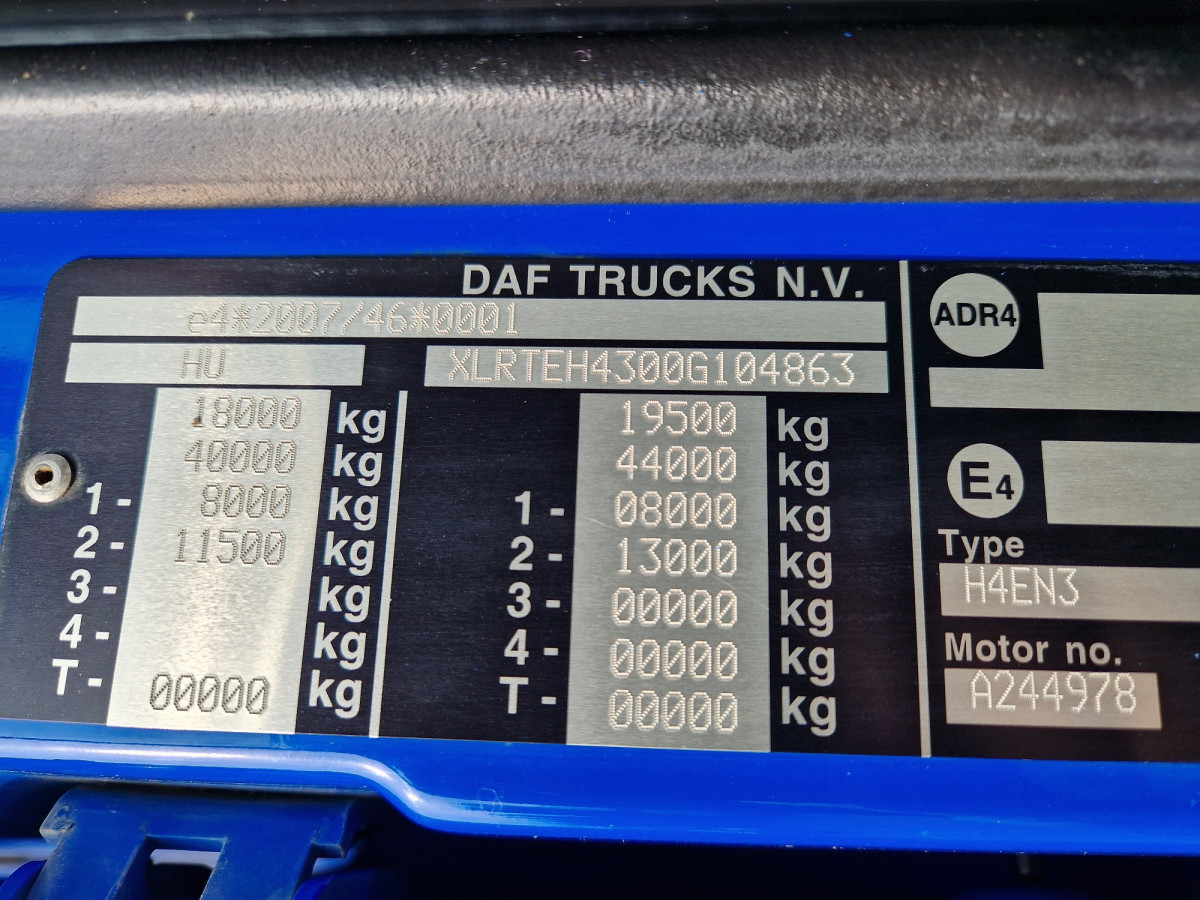 DAF TRUCKS N.V.
e4*2007/46*0001
HU
XLRTEH4300G104863
18000 kg
40000 kg
1- 8000 kg
2- 11500 kg
3- kg
4- kg
T- 00000 kg
19500 kg
44000 kg
1- 08000 kg
2- 13000 kg
3- 00000 kg
4- 00000 kg
T- 00000 kg
ADR4
E4
Type
H4EN3
Motor no.
A244978